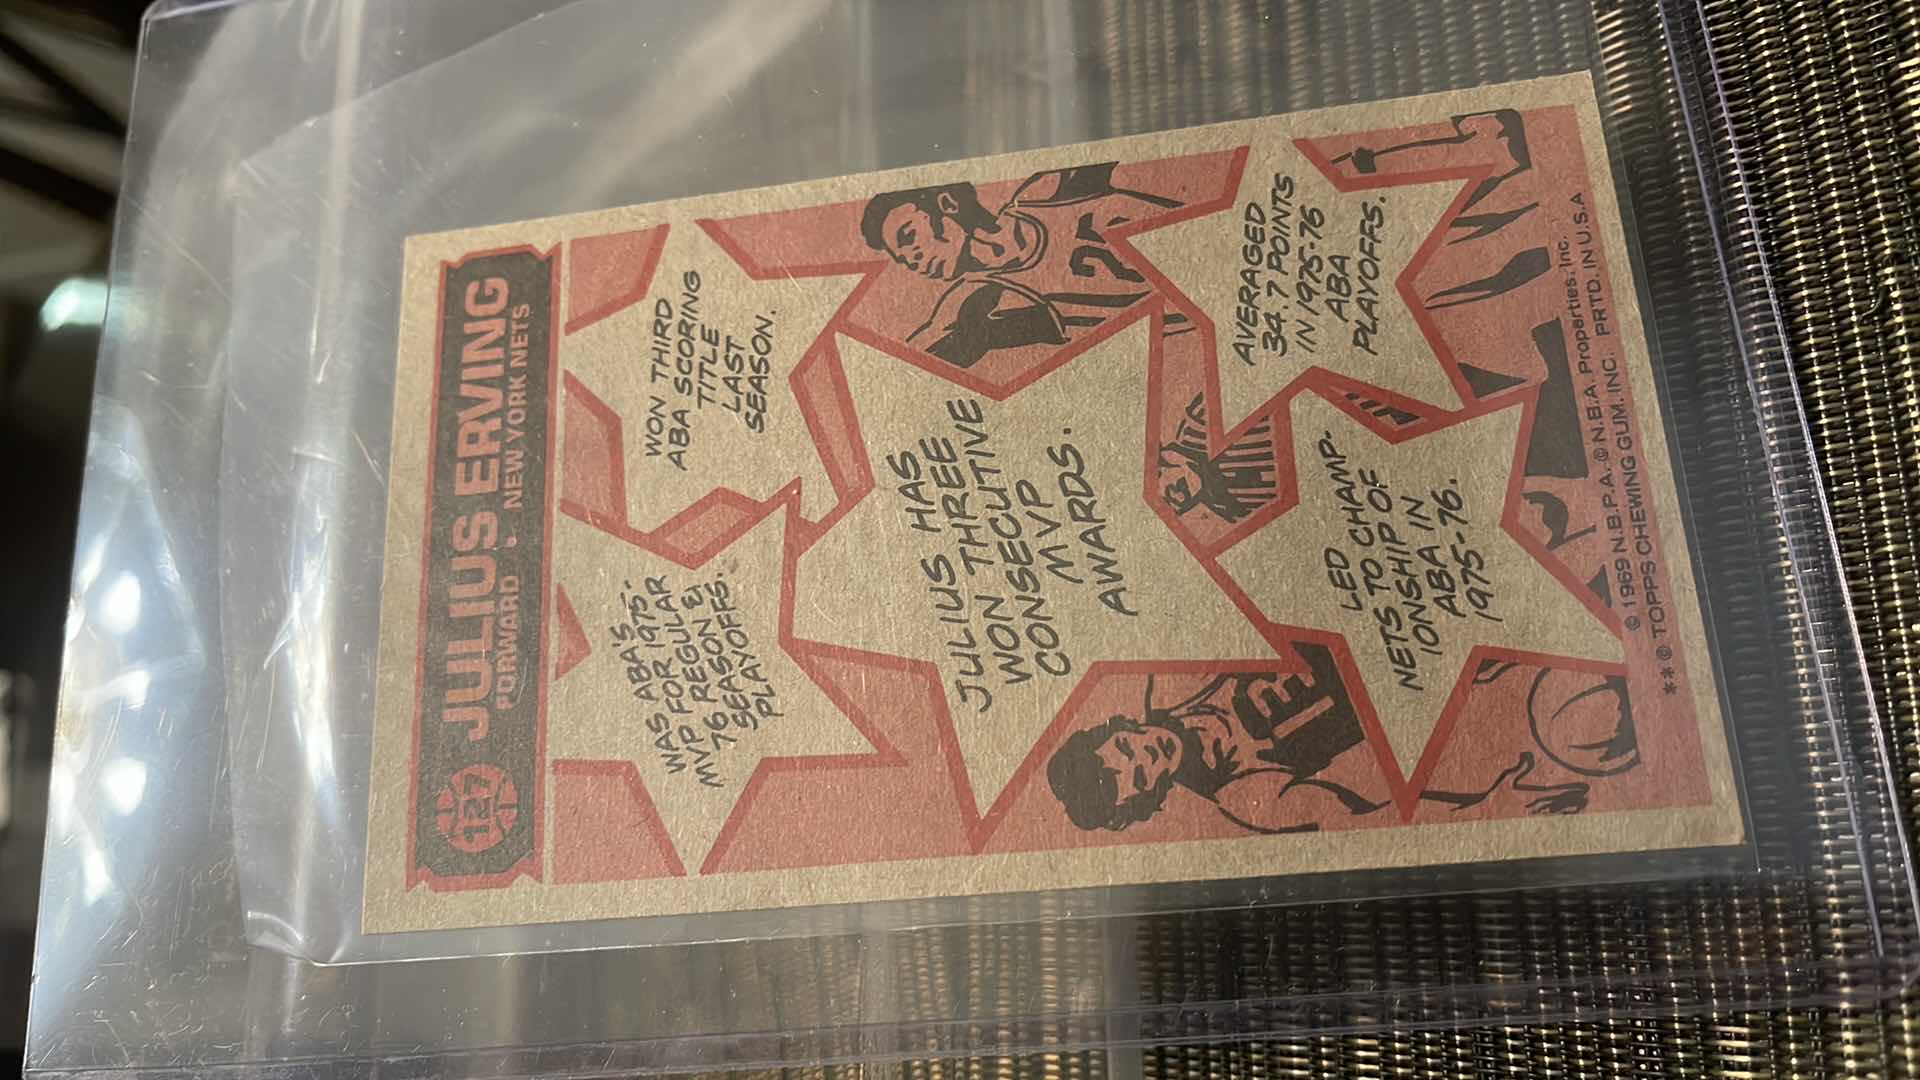 127
JULIUS ERVING
FORWARD • NEW YORK NETS
WAS ABA'S
MVP FOR 1975-
76 REGULAR
SEASON &
PLAYOFFS.
WON THIRD
ABA SCORING
TITLE
LAST
SEASON.
JULIUS HAS
WON THREE
CONSECUTIVE
MVP
AWARDS.
AVERAGED
34.7 POINTS
IN 1975-76
ABA
PLAYOFFS.
LED
NETS TO CHAMP-
IONSHIP OF
ABA IN
1975-76.
© 1969 N.B.P.A. © N.B.A. Properties, Inc.
**© TOPPS CHEWING GUM. INC. PRTD. IN U.S.A